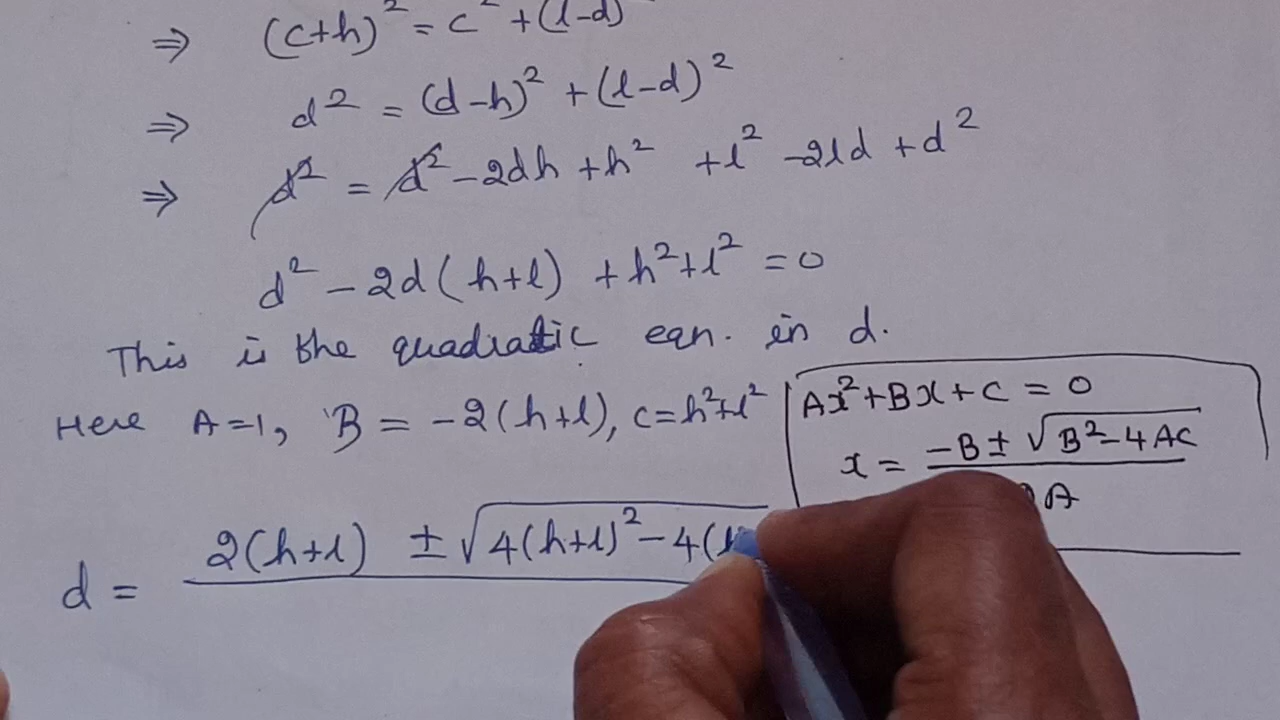 ⇒ (c+h)² = c² + (l-d)
⇒ d² = (d-h)² + (l-d)²
⇒ d² = d² - 2dh + h² + l² - 2ld + d²
d² - 2d(h+l) + h² + l² = 0
This is the quadratic eqn. in d.
Here A=1, B = -2(h+l), C=h²+l²
Ax²+Bx+C = 0
x = -B ± √B²-4AC
A
d = 2(h+l) ± √4(h+l)² - 4(